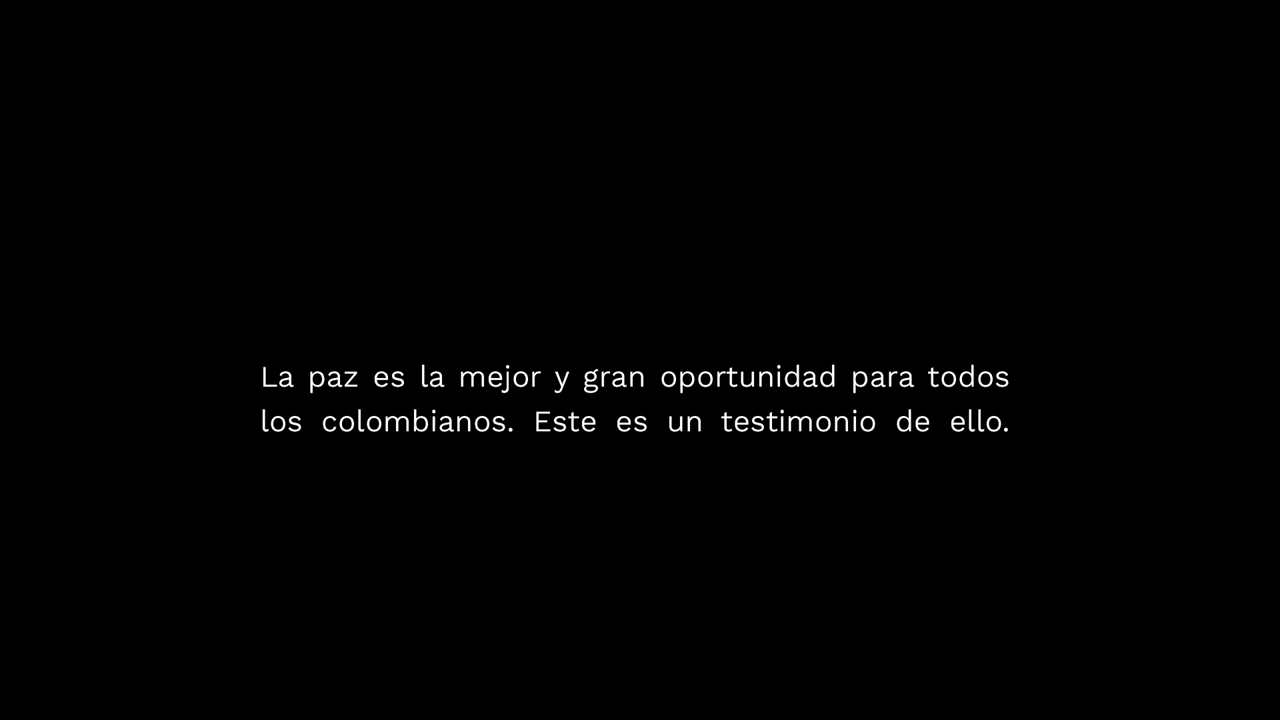 La paz es la mejor y gran oportunidad para todos
los colombianos. Este es un testimonio de ello.